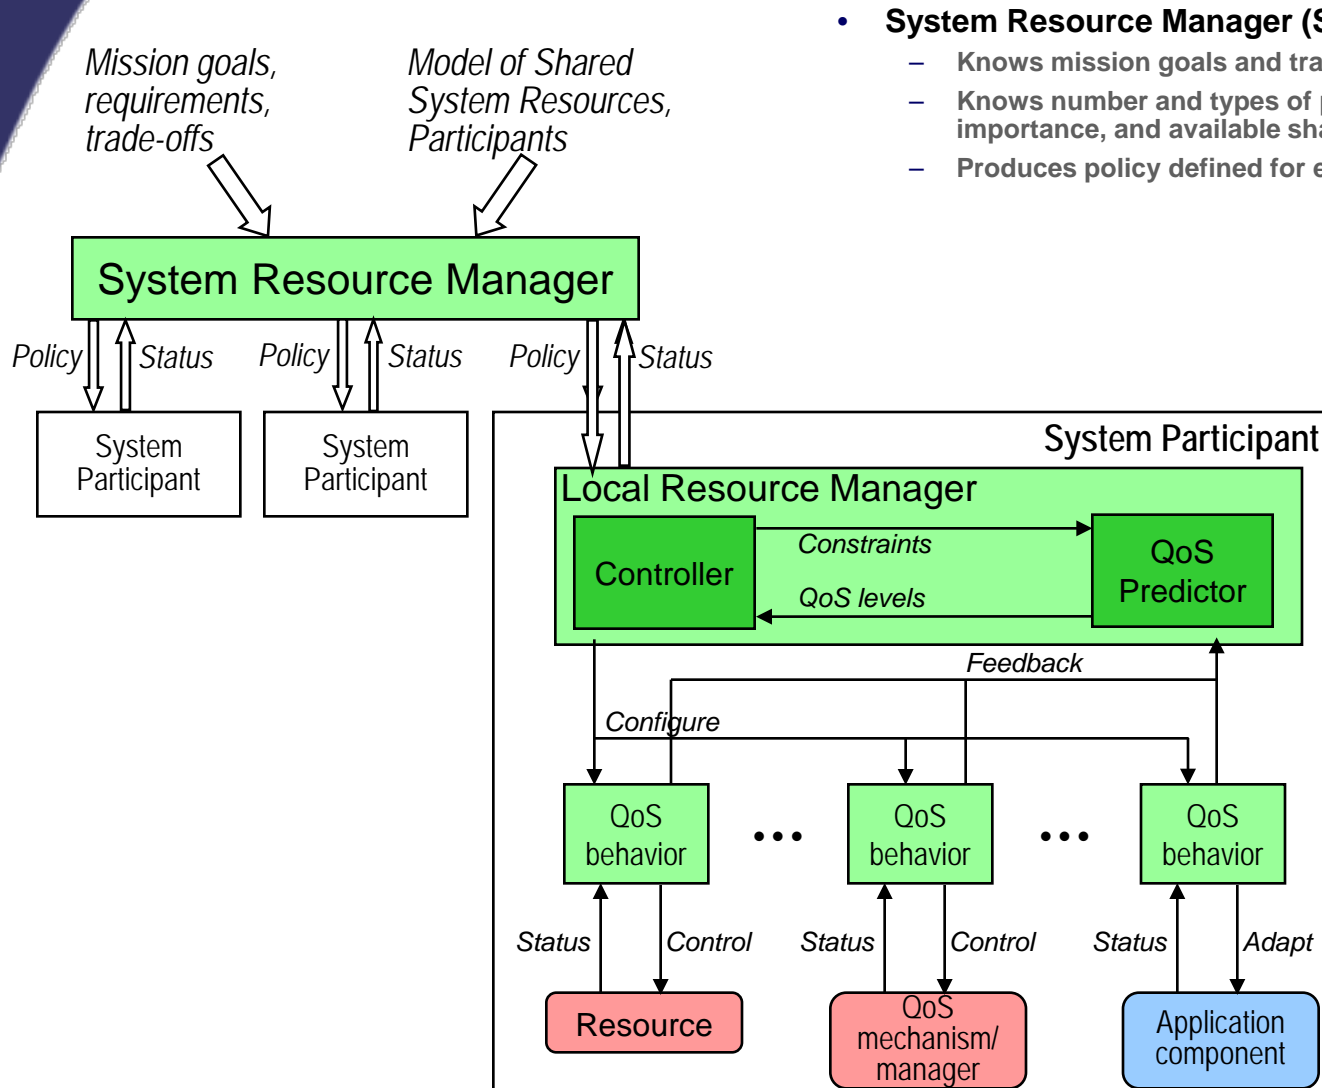 • System Resource Manager (S
– Knows mission goals and tra
– Knows number and types of p
importance, and available sha
– Produces policy defined for e
Mission goals,
requirements,
trade-offs
Model of Shared
System Resources,
Participants
System Resource Manager
Policy
Status
Policy
Status
Policy
Status
System
Participant
System
Participant
System Participant
Local Resource Manager
Controller
Constraints
QoS levels
QoS
Predictor
Feedback
Configure
QoS
behavior
•••
QoS
behavior
•••
QoS
behavior
Status
Control
Status
Control
Status
Adapt
Resource
QoS
mechanism/
manager
Application
component